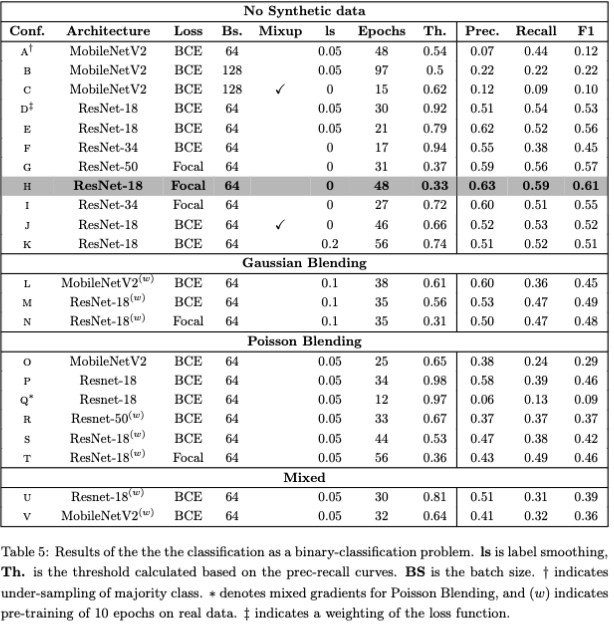 No Synthetic data
Conf. Architecture Loss Bs. Mixup ls Epochs Th. Prec. Recall F1
A† MobileNetV2 BCE 64 0.05 48 0.54 0.07 0.44 0.12
B MobileNetV2 BCE 128 0.05 97 0.5 0.22 0.22 0.22
C MobileNetV2 BCE 128 ✓ 0 15 0.62 0.12 0.09 0.10
D‡ ResNet-18 BCE 64 0.05 30 0.92 0.51 0.54 0.53
E ResNet-18 BCE 64 0.05 21 0.79 0.62 0.52 0.56
F ResNet-34 BCE 64 0 17 0.94 0.55 0.38 0.45
G ResNet-50 Focal 64 0 31 0.37 0.59 0.56 0.57
H ResNet-18 Focal 64 0 48 0.33 0.63 0.59 0.61
I ResNet-34 Focal 64 0 27 0.72 0.60 0.51 0.55
J ResNet-18 BCE 64 ✓ 0 46 0.66 0.52 0.53 0.52
K ResNet-18 BCE 64 0.2 56 0.74 0.51 0.52 0.51
Gaussian Blending
L MobileNetV2(w) BCE 64 0.1 38 0.61 0.60 0.36 0.45
M ResNet-18(w) BCE 64 0.1 35 0.56 0.53 0.47 0.49
N ResNet-18(w) Focal 64 0.1 35 0.31 0.50 0.47 0.48
Poisson Blending
O MobileNetV2 BCE 64 0.05 25 0.65 0.38 0.24 0.29
P Resnet-18 BCE 64 0.05 34 0.98 0.58 0.39 0.46
Q* Resnet-18 BCE 64 0.05 12 0.97 0.06 0.13 0.09
R Resnet-50(w) BCE 64 0.05 33 0.67 0.37 0.37 0.37
S ResNet-18(w) BCE 64 0.05 44 0.53 0.47 0.38 0.42
T ResNet-18(w) Focal 64 0.05 56 0.36 0.43 0.49 0.46
Mixed
U Resnet-18(w) BCE 64 0.05 30 0.81 0.51 0.31 0.39
V MobileNetV2(w) BCE 64 0.05 32 0.64 0.41 0.32 0.36
Table 5: Results of the the the classification as a binary-classification problem. ls is label smoothing,
Th. is the threshold calculated based on the prec-recall curves. BS is the batch size. † indicates
under-sampling of majority class. * denotes mixed gradients for Poisson Blending, and (w) indicates
pre-training of 10 epochs on real data. ‡ indicates a weighting of the loss function.